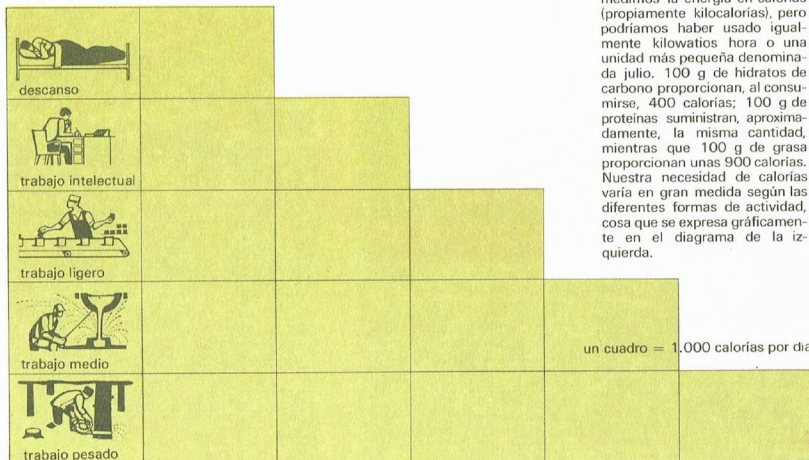 descanso
trabajo intelectual
trabajo ligero
trabajo medio
trabajo pesado
medimos la energía en calorías
(propiamente kilocalorías), pero
podríamos haber usado igual-
mente kilowatios hora o una
unidad más pequeña denomina-
da julio. 100 g de hidratos de
carbono proporcionan, al consu-
mirse, 400 calorías; 100 g de
proteínas suministran, aproxima-
damente, la misma cantidad,
mientras que 100 g de grasa
proporcionan unas 900 calorías.
Nuestra necesidad de calorías
varía en gran medida según las
diferentes formas de actividad,
cosa que se expresa gráficamen-
te en el diagrama de la iz-
quierda.
un cuadro = 1.000 calorías por día